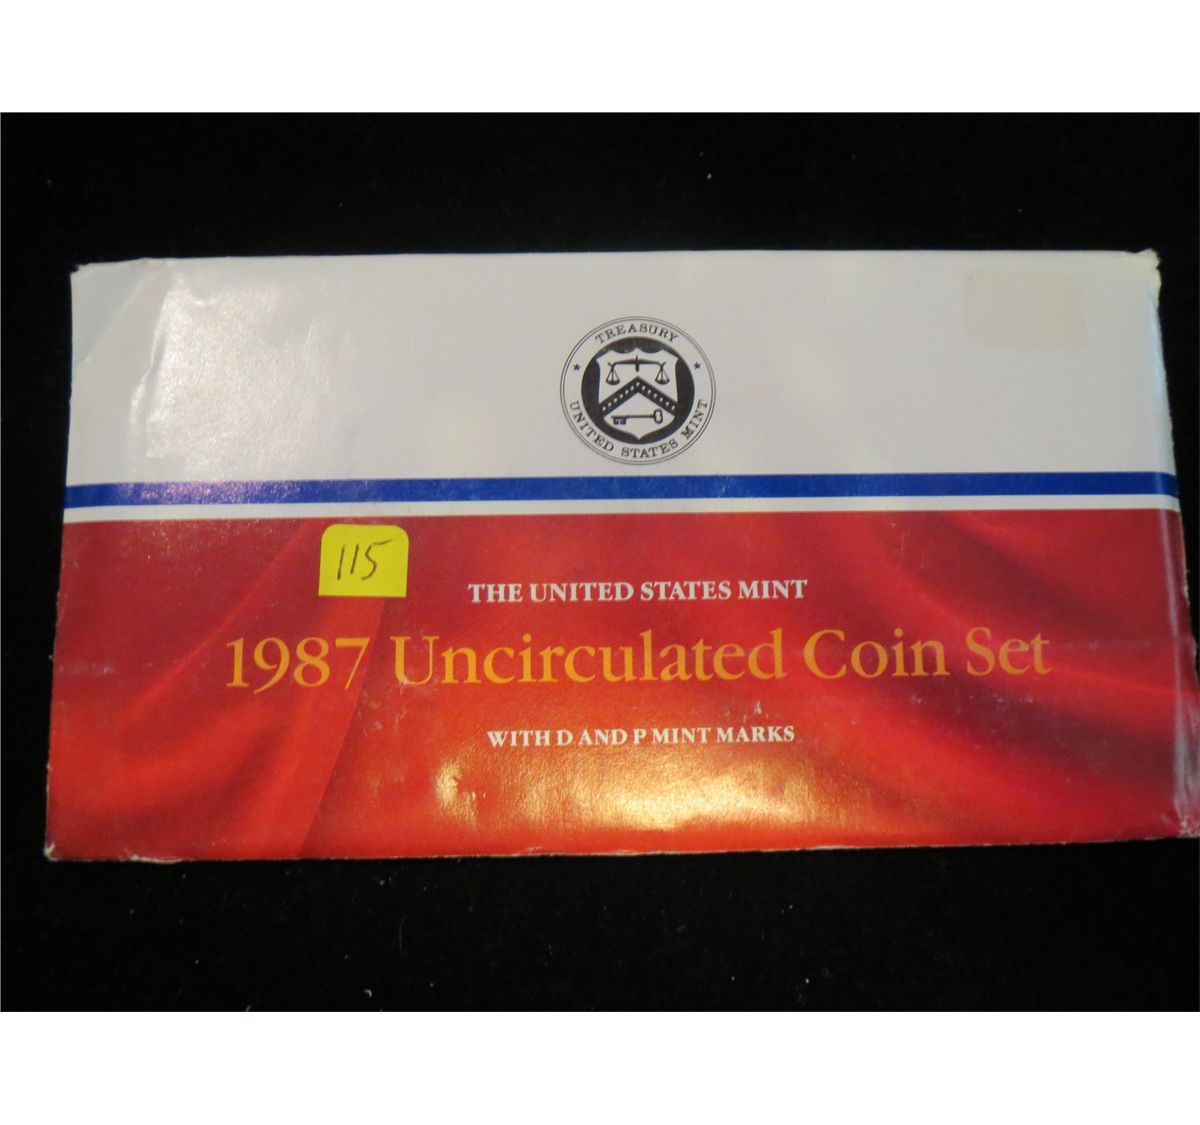 TREASURY
UNITED STATES MINT
115
THE UNITED STATES MINT
1987 Uncirculated Coin Set
WITH D AND P MINT MARKS